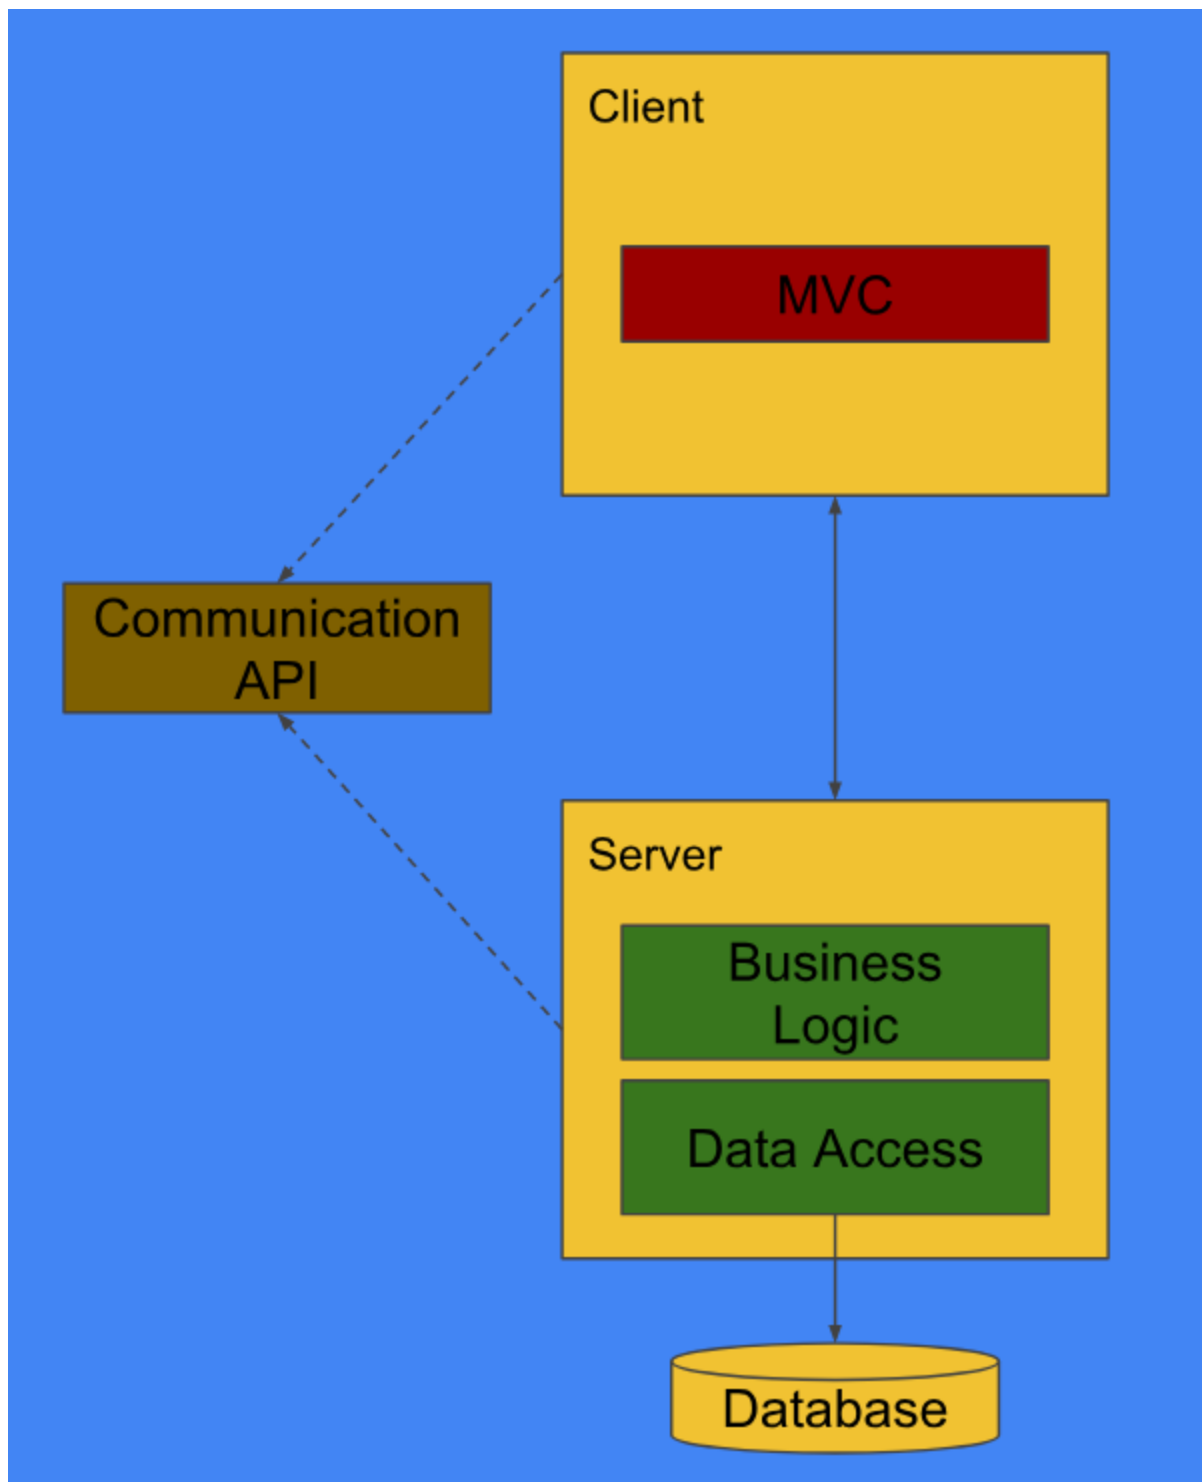 Client
MVC
Communication
API
Server
Business
Logic
Data Access
Database